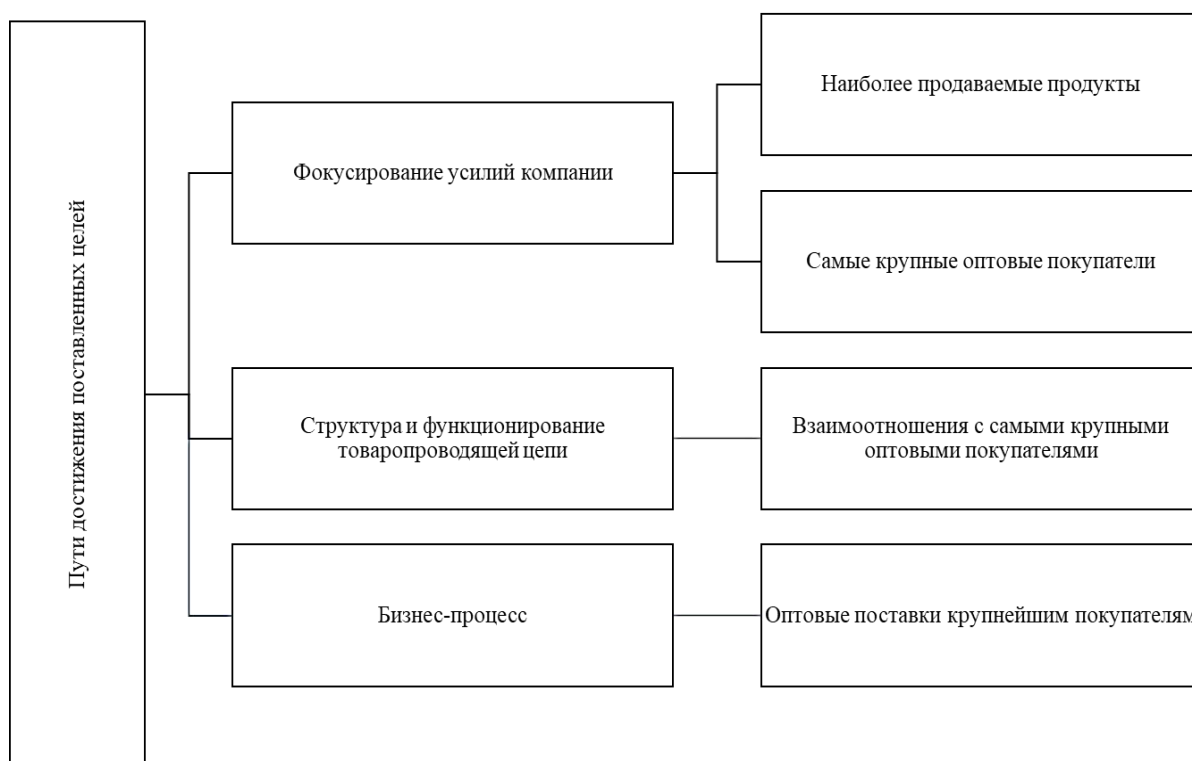 Пути достижения поставленных целей
Фокусирование усилий компании
Наиболее продаваемые продукты
Самые крупные оптовые покупатели
Структура и функционирование
товаропроводящей цепи
Взаимоотношения с самыми крупными
оптовыми покупателями
Бизнес-процесс
Оптовые поставки крупнейшим покупателям